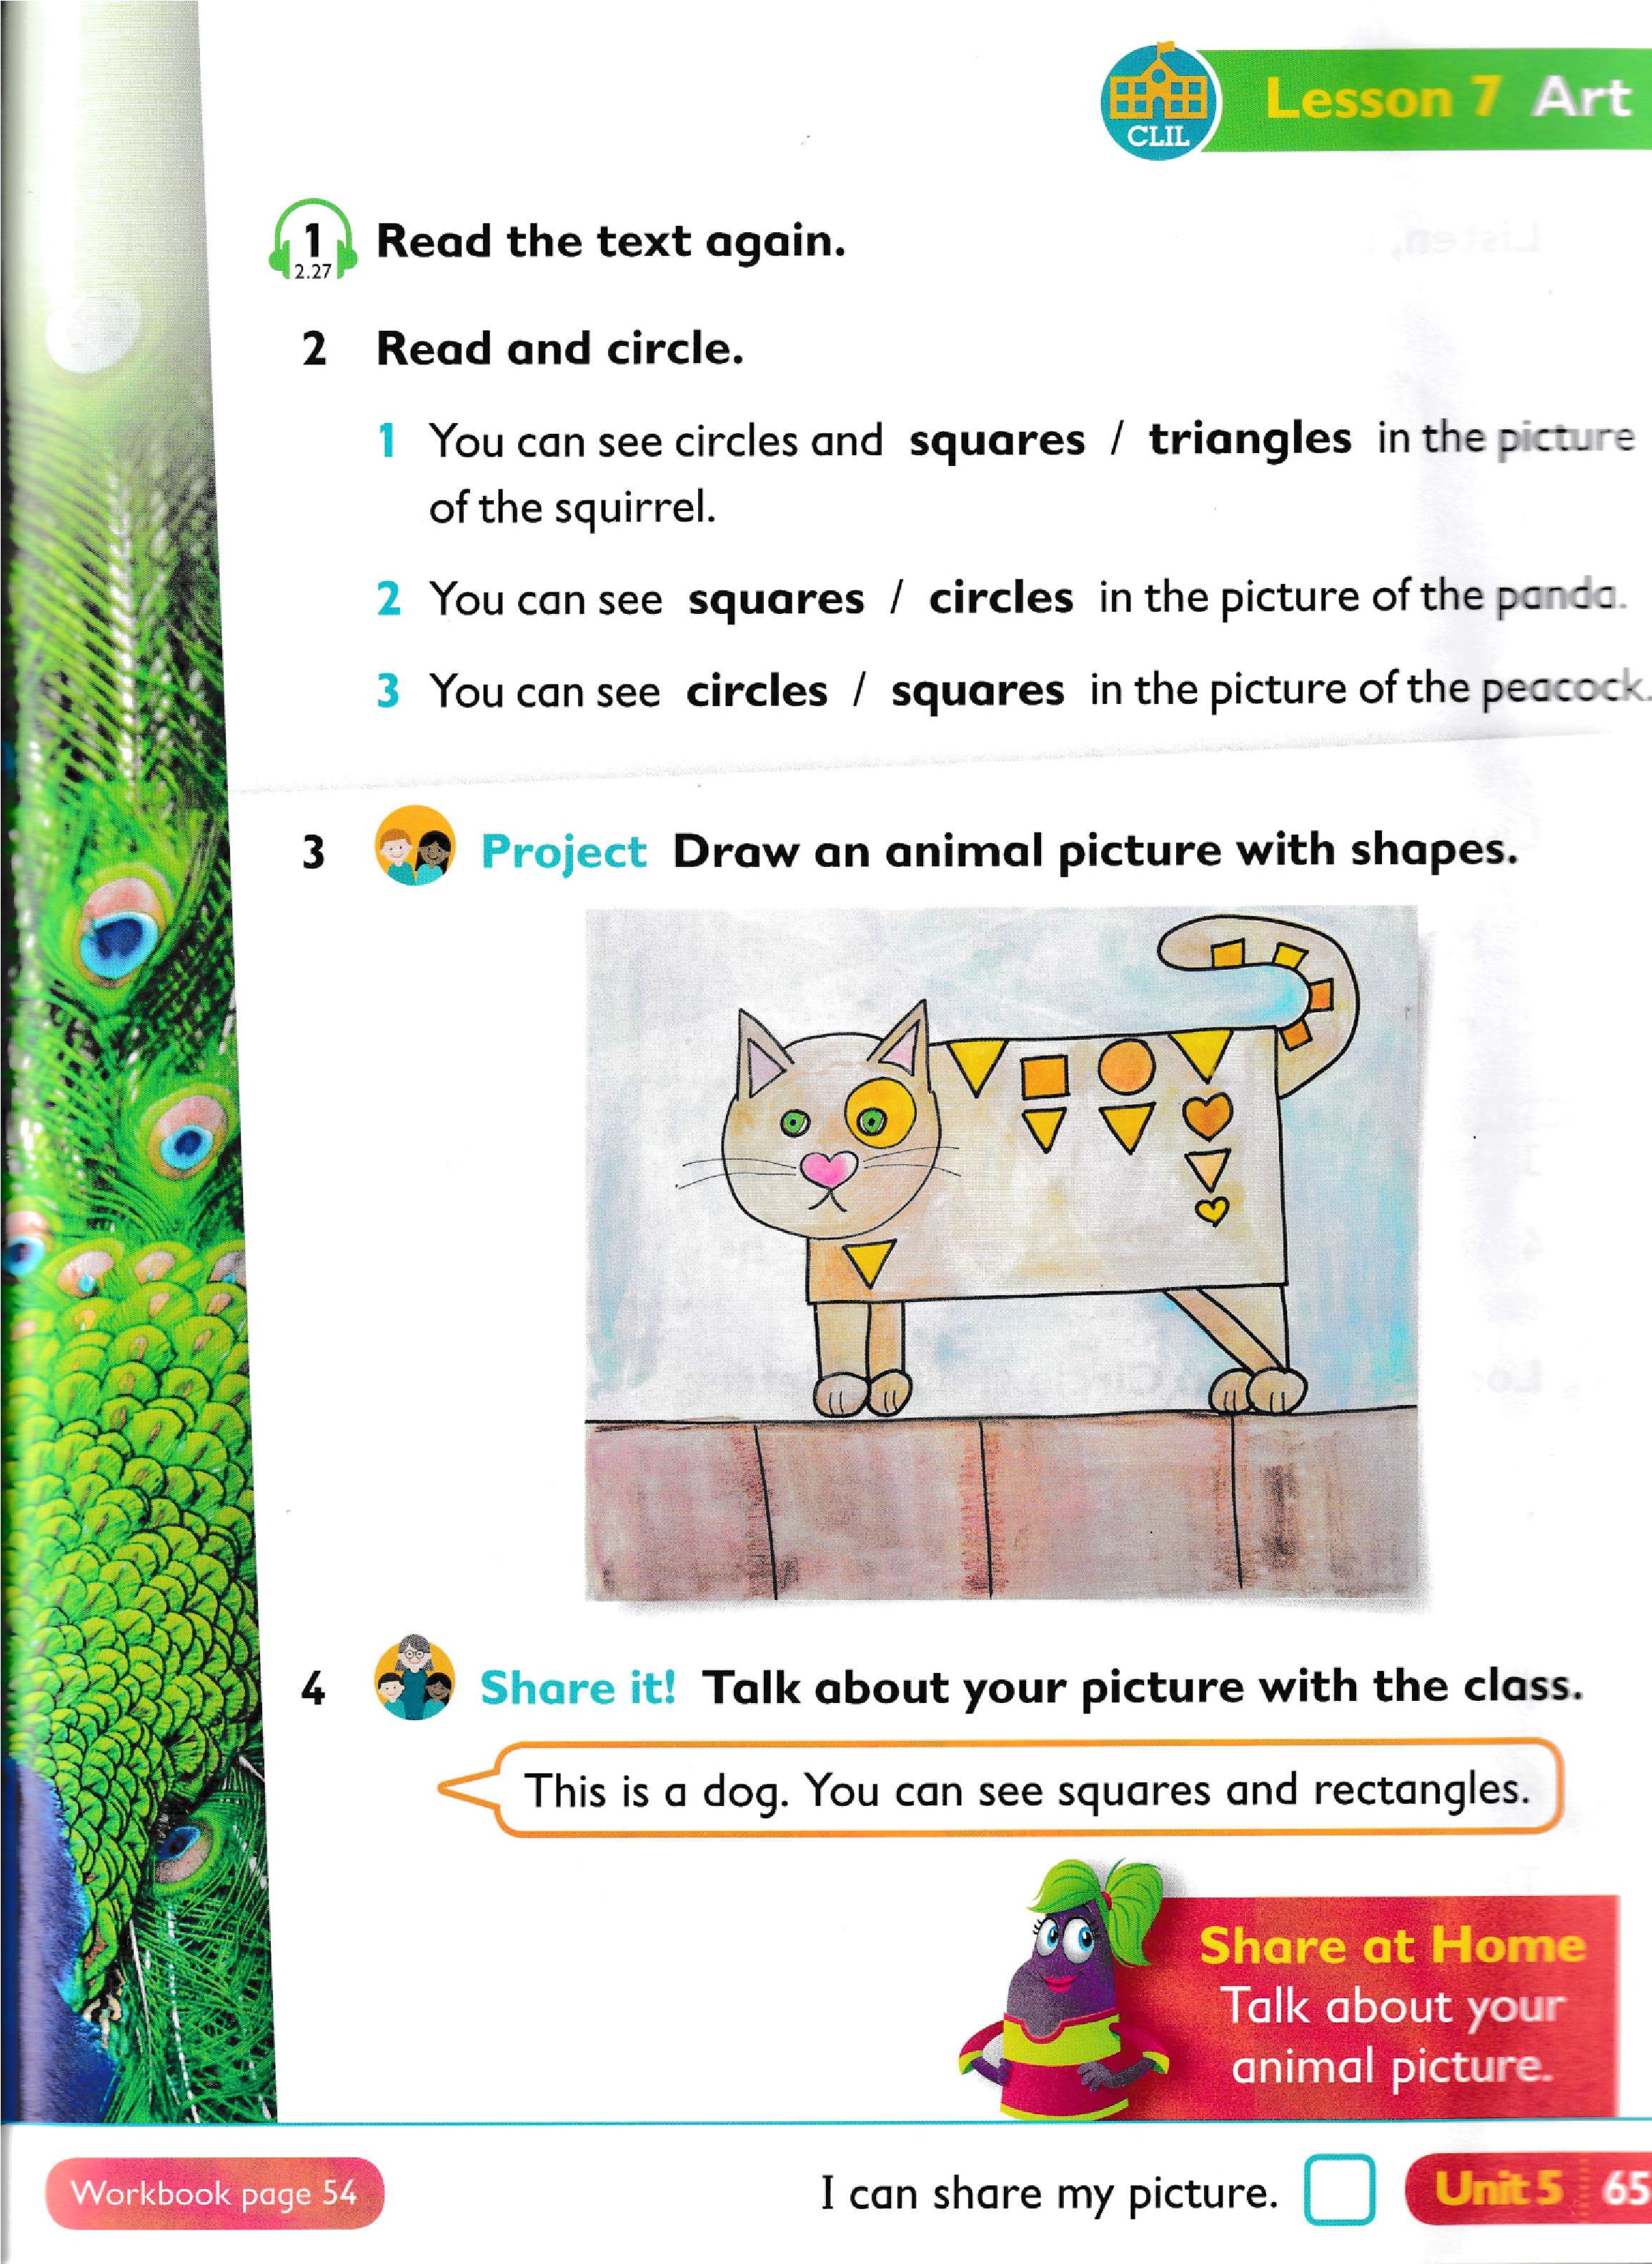 CLIL
Lesson 7 Art
1
2.27
Read the text again.
2 Read and circle.
1 You can see circles and squares / triangles in the picture
of the squirrel.
2 You can see squares / circles in the picture of the panda.
3 You can see circles / squares in the picture of the peacock.
3 Project Draw an animal picture with shapes.
4 Share it! Talk about your picture with the class.
This is a dog. You can see squares and rectangles.
Share at Home
Talk about your
animal picture.
Workbook page 54
I can share my picture.
Unit 5 65